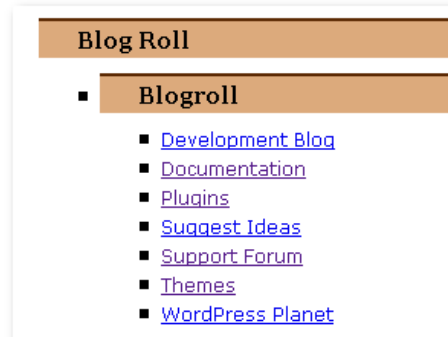 Blog Roll
Blogroll
Development Blog
Documentation
Plugins
Suggest Ideas
Support Forum
Themes
WordPress Planet